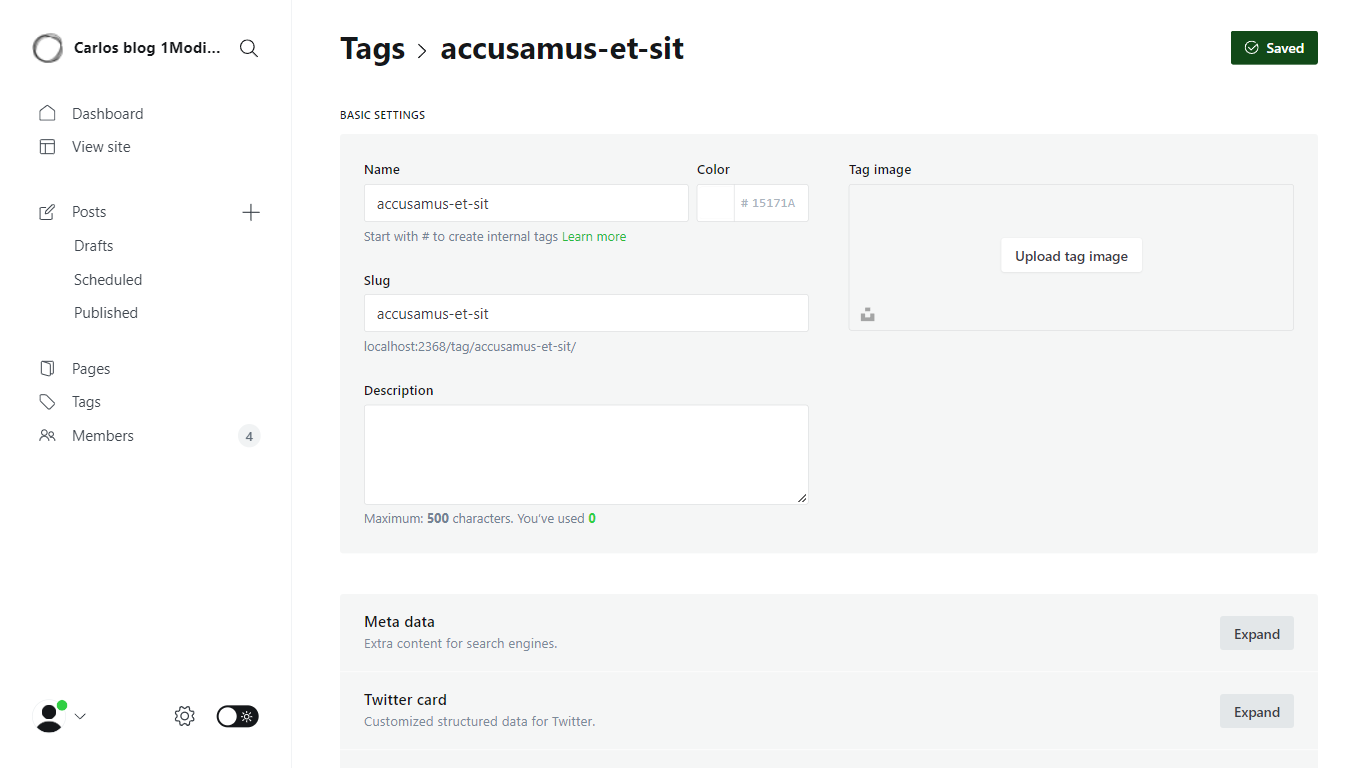 Carlos blog 1Modi...
Dashboard
View site
Posts
Drafts
Scheduled
Published
Pages
Tags
Members
4
Tags
accusamus-et-sit
Saved
BASIC SETTINGS
Name
Color
Tag image
accusamus-et-sit
# 15171A
Start with # to create internal tags Learn more
Upload tag image
Slug
accusamus-et-sit
localhost:2368/tag/accusamus-et-sit/
Description
Maximum: 500 characters. You’ve used 0
Meta data
Extra content for search engines.
Expand
Twitter card
Customized structured data for Twitter.
Expand